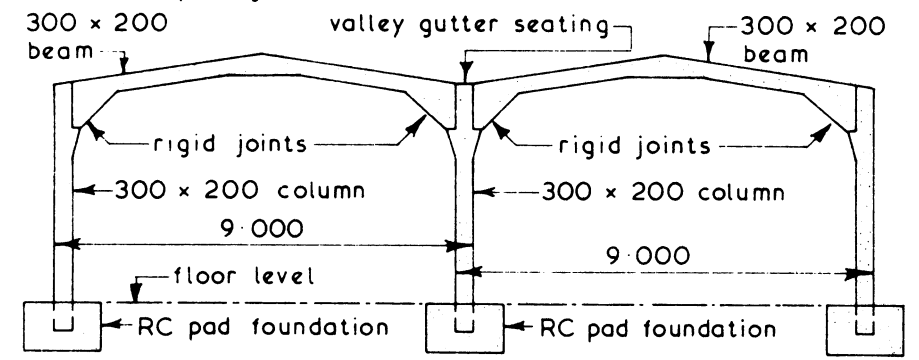 300 × 200
beam
valley gutter seating
300 × 200
beam
rigid joints
rigid joints
300 × 200 column
300 × 200 column
9·000
9·000
floor level
RC pad foundation
RC pad foundation